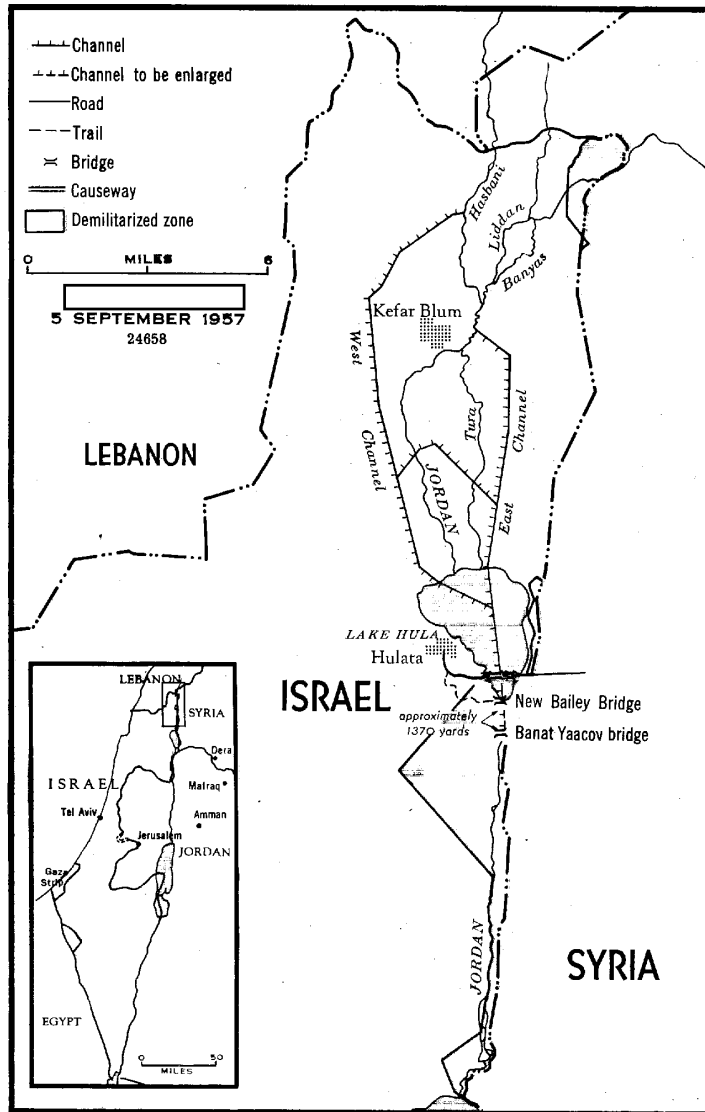 Channel
Channel to be enlarged
Road
Trail
Bridge
Causeway
Demilitarized zone
0 MILES 6
5 SEPTEMBER 1957
24658
Hasbani
Liddan
Banyas
Kefar Blum
West
Channel
Tura
Channel
East
JORDAN
LEBANON
LAKE HULA
Hulata
ISRAEL
approximately
1370 yards
New Bailey Bridge
Banat Yaacov bridge
JORDAN
SYRIA
LEBANON
SYRIA
Dera
ISRAEL
Mafraq
Tel Aviv
Amman
Jerusalem
JORDAN
Gaza
Strip
EGYPT
0 50
MILES